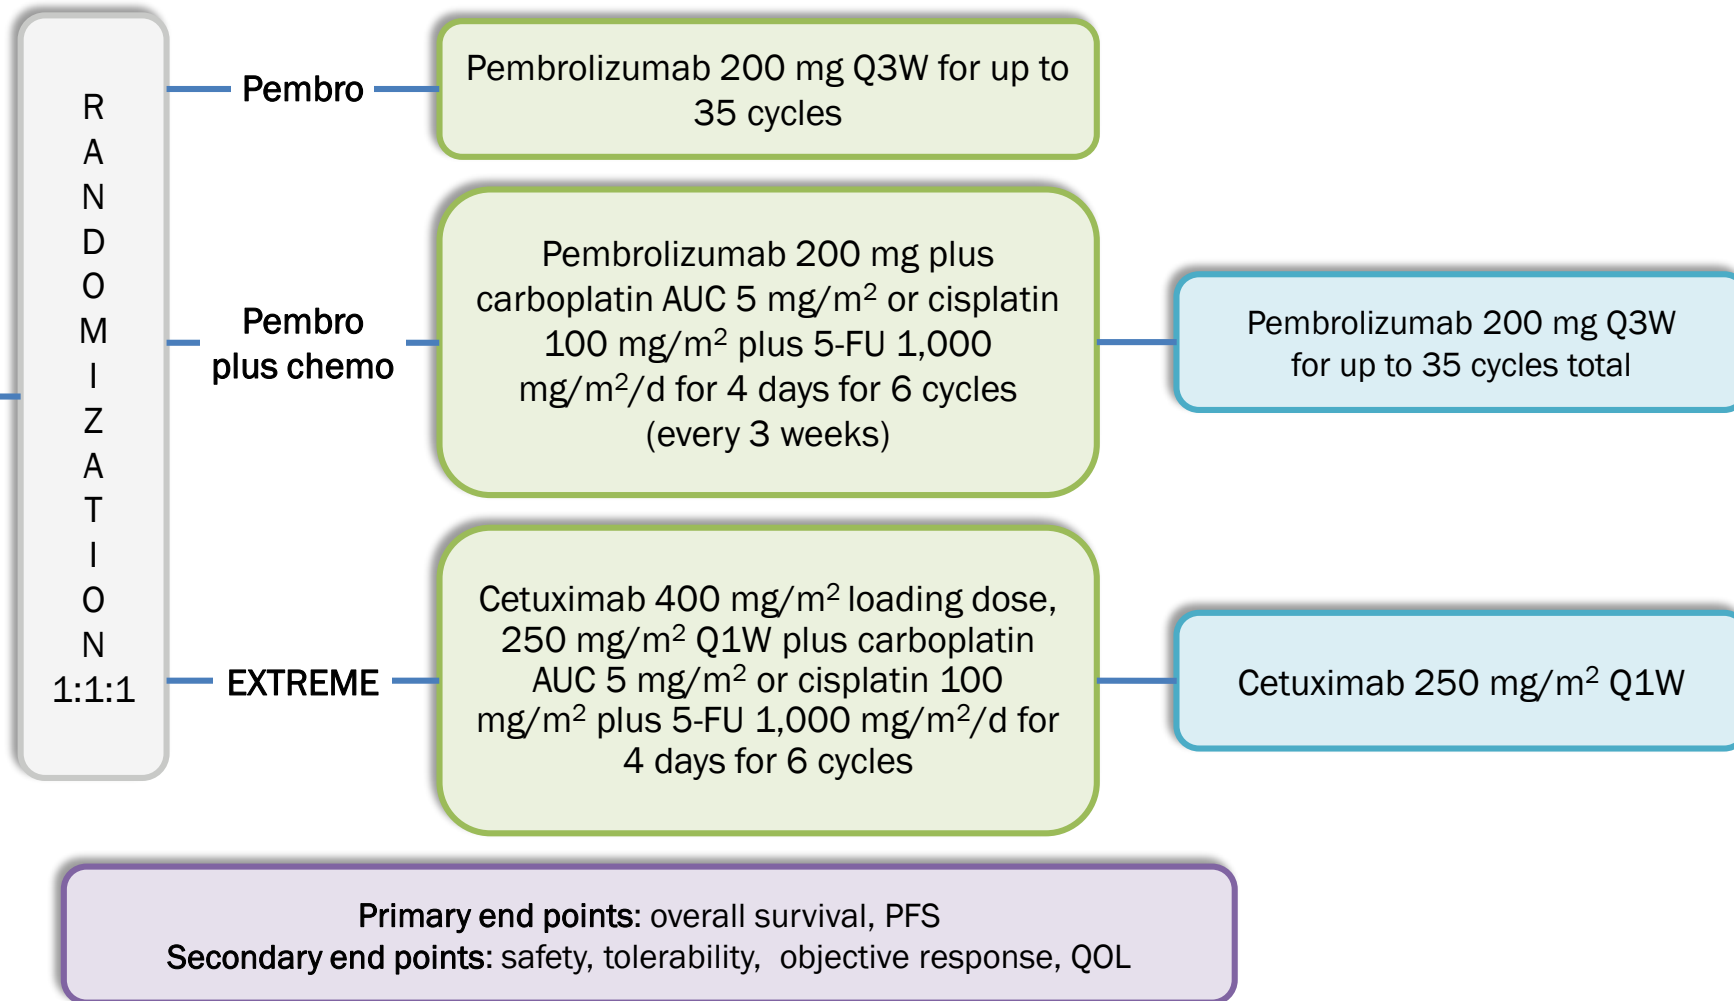 R
A
N
D
O
M
I
Z
A
T
I
O
N
1:1:1
Pembro
Pembrolizumab 200 mg Q3W for up to
35 cycles
Pembro
plus chemo
Pembrolizumab 200 mg plus
carboplatin AUC 5 mg/m² or cisplatin
100 mg/m² plus 5-FU 1,000
mg/m²/d for 4 days for 6 cycles
(every 3 weeks)
Pembrolizumab 200 mg Q3W
for up to 35 cycles total
EXTREME
Cetuximab 400 mg/m² loading dose,
250 mg/m² Q1W plus carboplatin
AUC 5 mg/m² or cisplatin 100
mg/m² plus 5-FU 1,000 mg/m²/d for
4 days for 6 cycles
Cetuximab 250 mg/m² Q1W
Primary end points: overall survival, PFS
Secondary end points: safety, tolerability, objective response, QOL